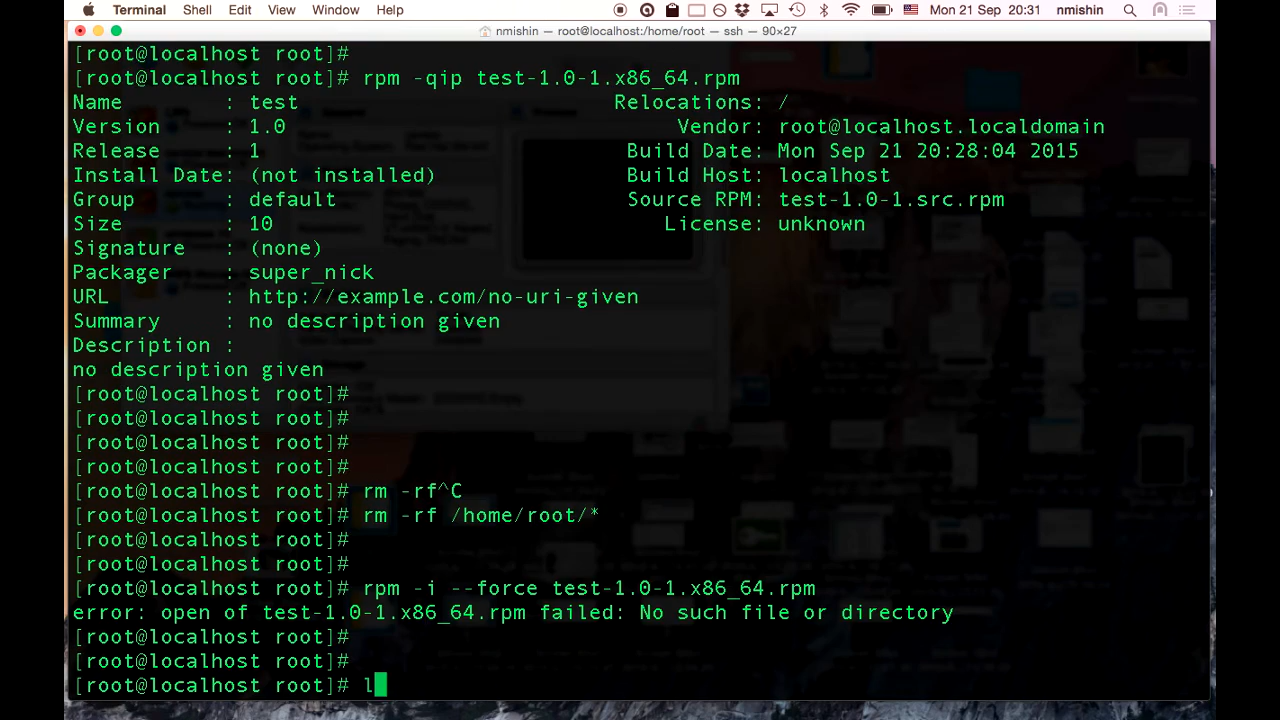 Terminal Shell Edit View Window Help Mon 21 Sep 20:31 nmishin
nmishin — root@localhost:/home/root — ssh — 90×27
[root@localhost root]#
[root@localhost root]# rpm -qip test-1.0-1.x86_64.rpm
Name : test Relocations: /
Version : 1.0 Vendor: root@localhost.localdomain
Release : 1 Build Date: Mon Sep 21 20:28:04 2015
Install Date: (not installed) Build Host: localhost
Group : default Source RPM: test-1.0-1.src.rpm
Size : 10 License: unknown
Signature : (none)
Packager : super_nick
URL : http://example.com/no-uri-given
Summary : no description given
Description :
no description given
[root@localhost root]#
[root@localhost root]#
[root@localhost root]#
[root@localhost root]#
[root@localhost root]# rm -rf^C
[root@localhost root]# rm -rf /home/root/*
[root@localhost root]#
[root@localhost root]#
[root@localhost root]# rpm -i --force test-1.0-1.x86_64.rpm
error: open of test-1.0-1.x86_64.rpm failed: No such file or directory
[root@localhost root]#
[root@localhost root]#
[root@localhost root]# l